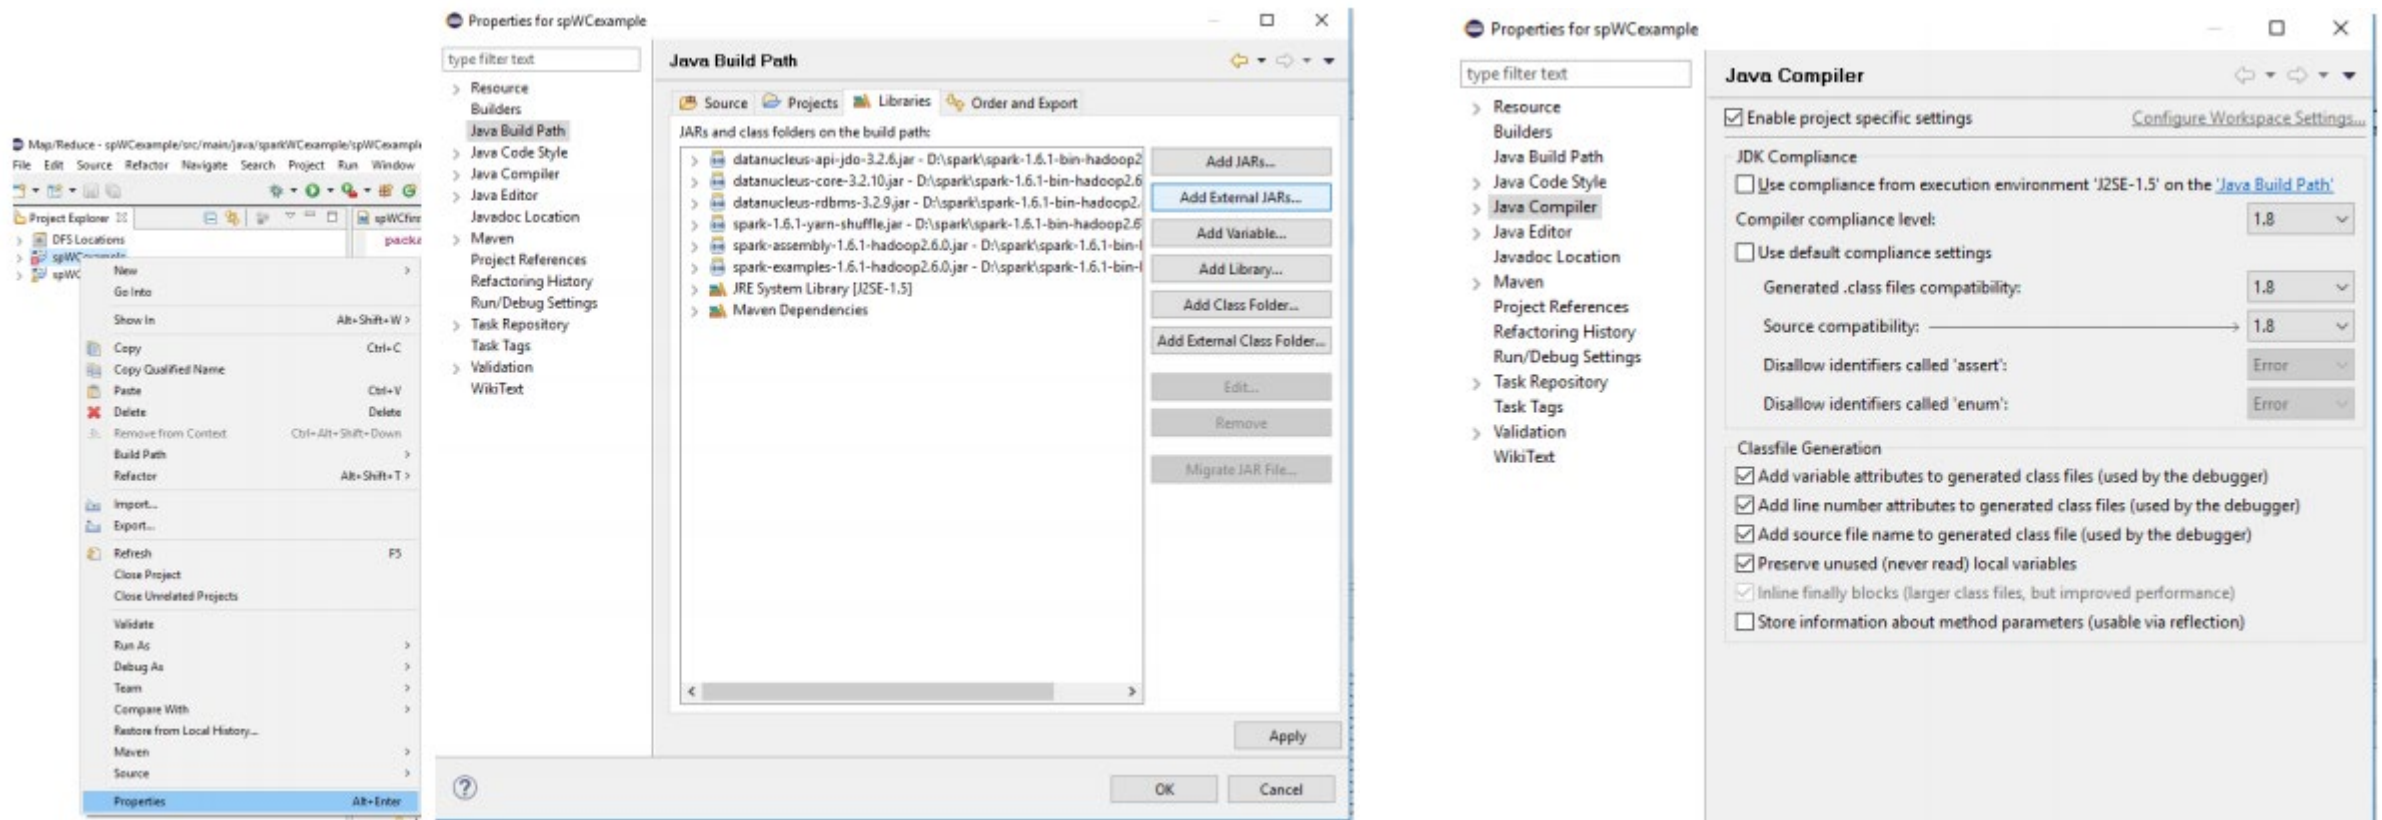 Map/Reduce - spWCexample/src/main/java/sparkWCexample/spWCexampl
File Edit Source Refactor Navigate Search Project Run Window
Project Explorer
spWCfirs
DFS Locations
packa
spWCexample
spWC
New
Go Into
Show In Alt+Shift+W >
Copy Ctrl+C
Copy Qualified Name
Paste Ctrl+V
Delete Delete
Remove from Context Ctrl+Alt+Shift+Down
Build Path
Refactor Alt+Shift+T >
Import...
Export...
Refresh F5
Close Project
Close Unrelated Projects
Validate
Run As
Debug As
Team
Compare With
Restore from Local History...
Maven
Source
Properties Alt+Enter
Properties for spWCexample
type filter text
Resource
Builders
Java Build Path
Java Code Style
Java Compiler
Java Editor
Javadoc Location
Maven
Project References
Refactoring History
Run/Debug Settings
Task Repository
Task Tags
Validation
WikiText
Java Build Path
Source Projects Libraries Order and Export
JARs and class folders on the build path:
datanucleus-api-jdo-3.2.6.jar - D:\spark\spark-1.6.1-bin-hadoop2
datanucleus-core-3.2.10.jar - D:\spark\spark-1.6.1-bin-hadoop2.6
datanucleus-rdbms-3.2.9.jar - D:\spark\spark-1.6.1-bin-hadoop2.
spark-1.6.1-yarn-shuffle.jar - D:\spark\spark-1.6.1-bin-hadoop2.6
spark-assembly-1.6.1-hadoop2.6.0.jar - D:\spark\spark-1.6.1-bin-l
spark-examples-1.6.1-hadoop2.6.0.jar - D:\spark\spark-1.6.1-bin-l
JRE System Library [J2SE-1.5]
Maven Dependencies
Add JARs...
Add External JARs...
Add Variable...
Add Library...
Add Class Folder...
Add External Class Folder...
Edit...
Remove
Migrate JAR File...
Apply
OK Cancel
Properties for spWCexample
type filter text
Resource
Builders
Java Build Path
Java Code Style
Java Compiler
Java Editor
Javadoc Location
Maven
Project References
Refactoring History
Run/Debug Settings
Task Repository
Task Tags
Validation
WikiText
Java Compiler
Enable project specific settings Configure Workspace Settings...
JDK Compliance
Use compliance from execution environment 'J2SE-1.5' on the 'Java Build Path'
Compiler compliance level: 1.8
Use default compliance settings
Generated .class files compatibility: 1.8
Source compatibility: 1.8
Disallow identifiers called 'assert': Error
Disallow identifiers called 'enum': Error
Classfile Generation
Add variable attributes to generated class files (used by the debugger)
Add line number attributes to generated class files (used by the debugger)
Add source file name to generated class file (used by the debugger)
Preserve unused (never read) local variables
Inline finally blocks (larger class files, but improved performance)
Store information about method parameters (usable via reflection)